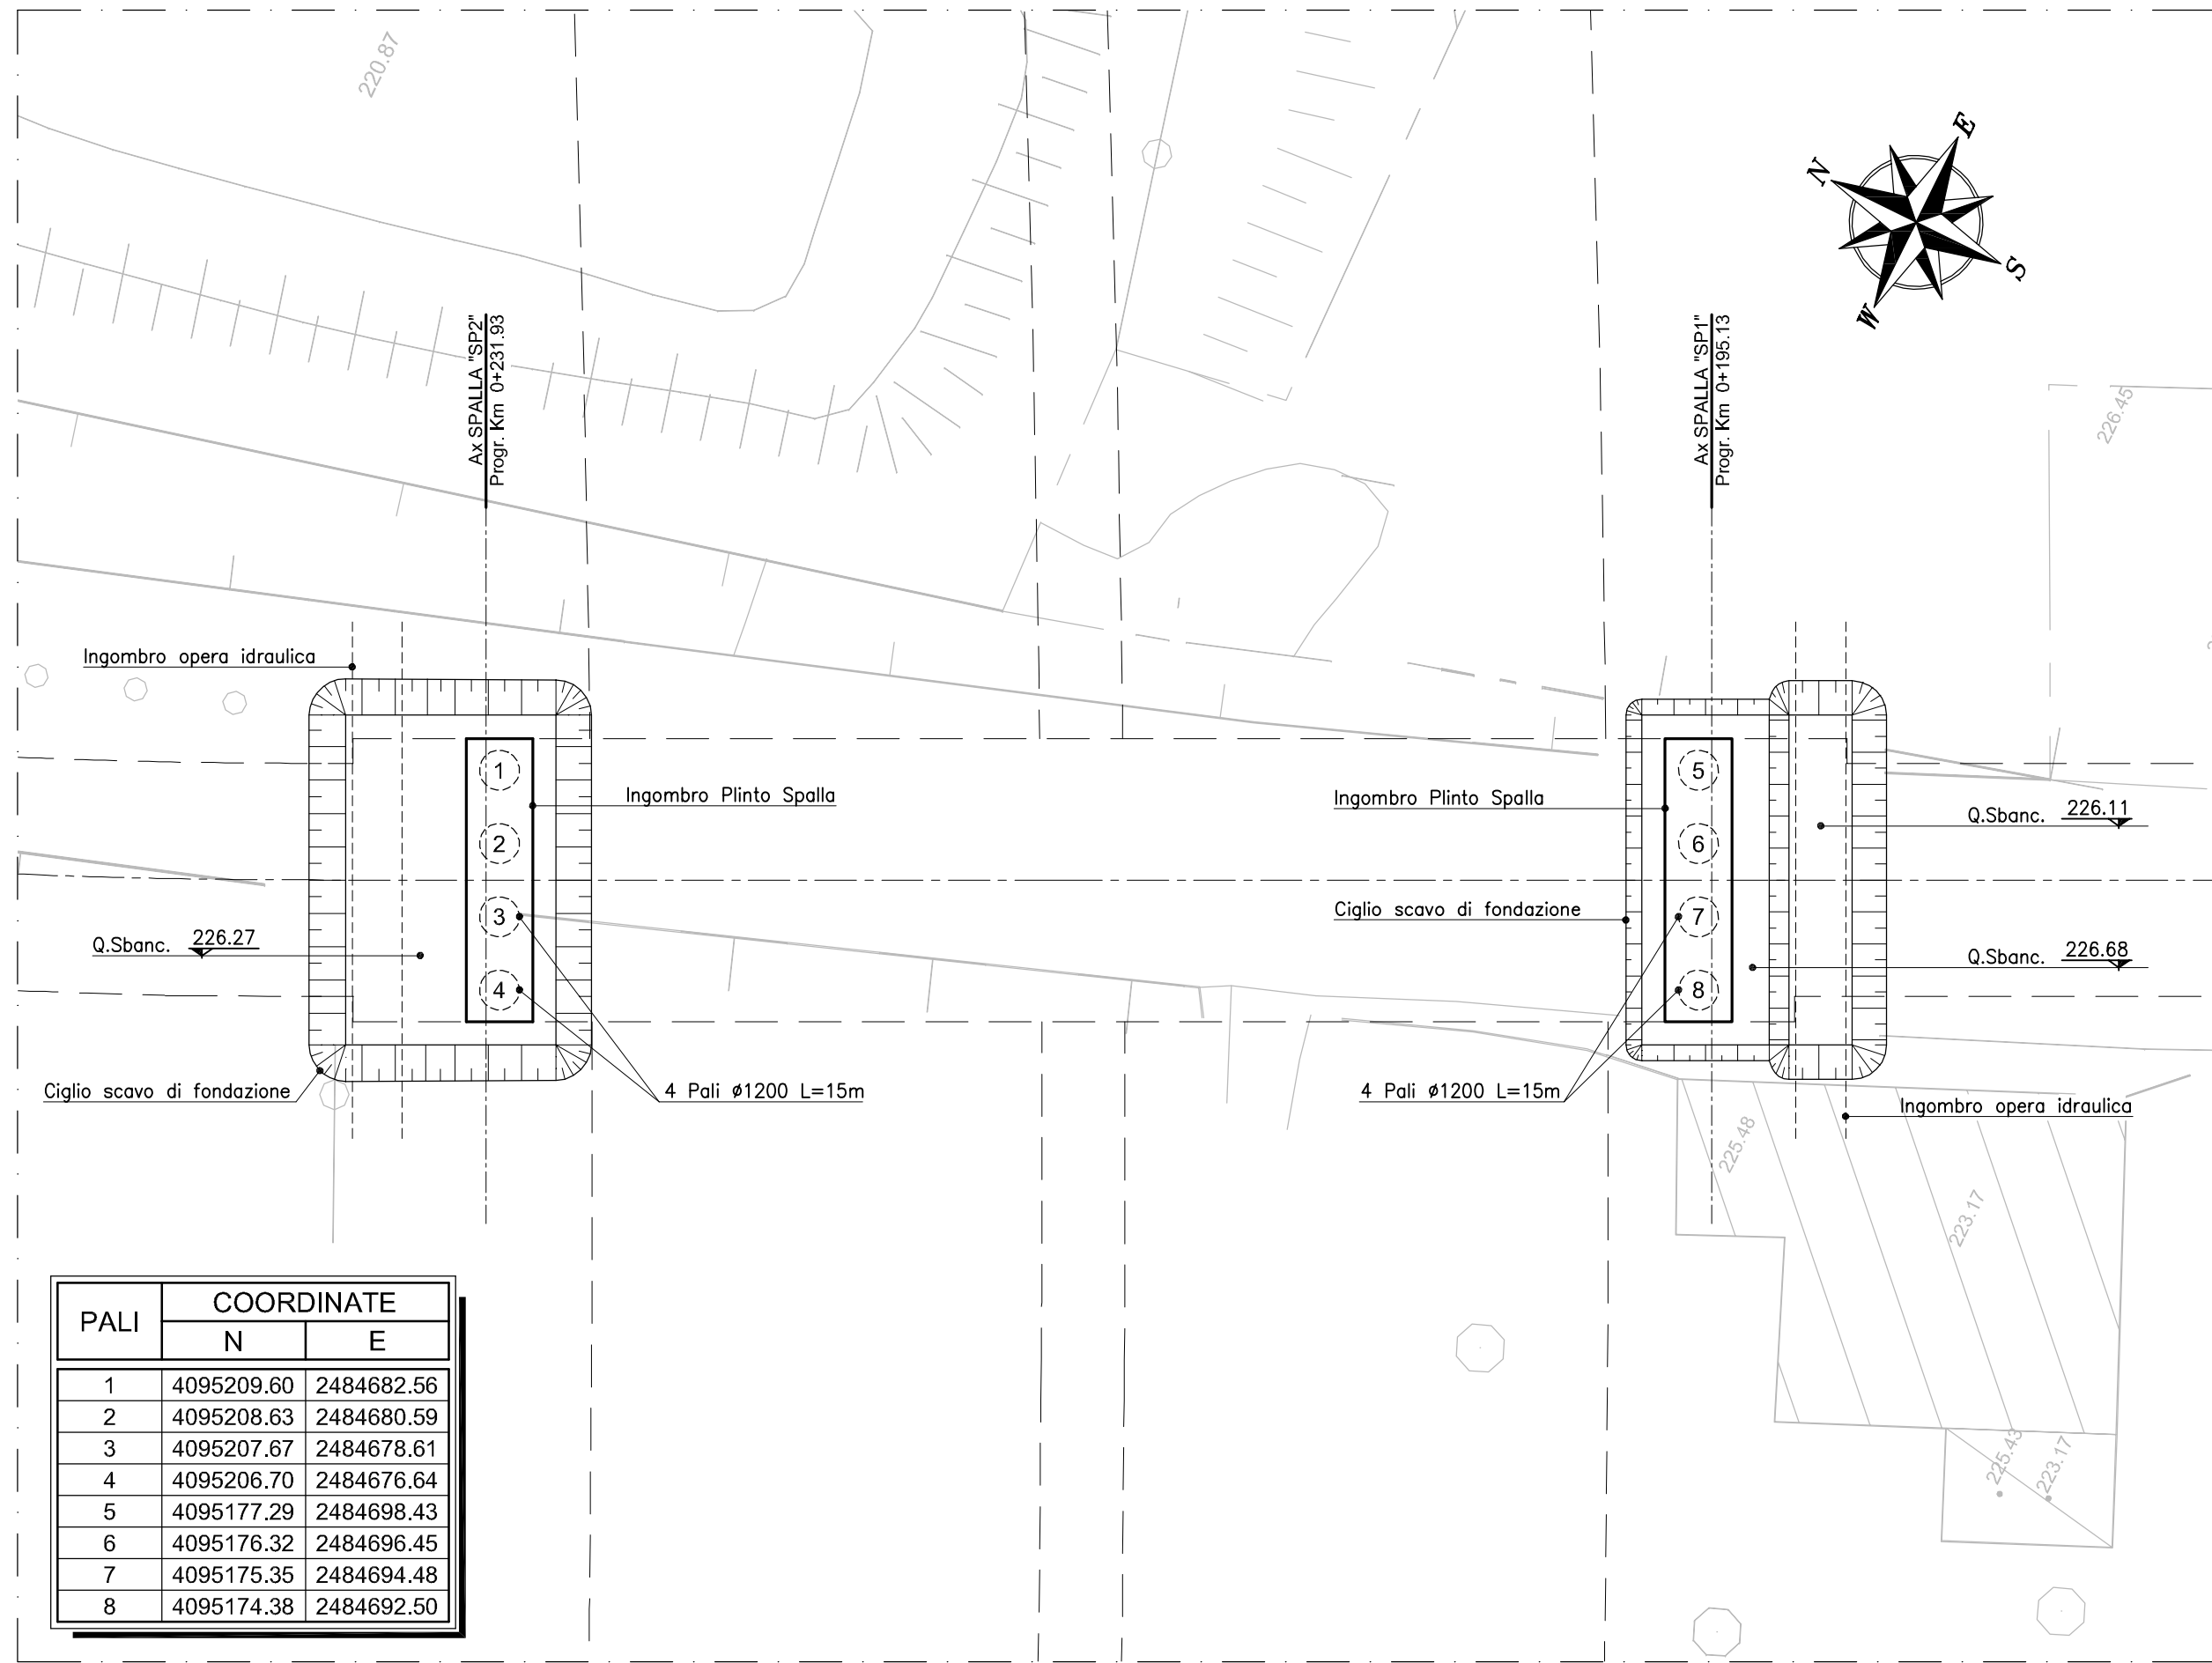 220.87
E
N
S
W
Ax SPALLA "SP2"
Progr. Km 0+231.93
Ax SPALLA "SP1"
Progr. Km 0+195.13
226.45
Ingombro opera idraulica
1
5
Ingombro Plinto Spalla
Ingombro Plinto Spalla
Q.Sbanc. 226.11
2
6
3
7
Ciglio scavo di fondazione
Q.Sbanc. 226.27
Q.Sbanc. 226.68
4
8
Ciglio scavo di fondazione
4 Pali ø1200 L=15m
4 Pali ø1200 L=15m
Ingombro opera idraulica
225.48
223.17
225.43
223.17
PALI COORDINATE
N E
1 4095209.60 2484682.56
2 4095208.63 2484680.59
3 4095207.67 2484678.61
4 4095206.70 2484676.64
5 4095177.29 2484698.43
6 4095176.32 2484696.45
7 4095175.35 2484694.48
8 4095174.38 2484692.50